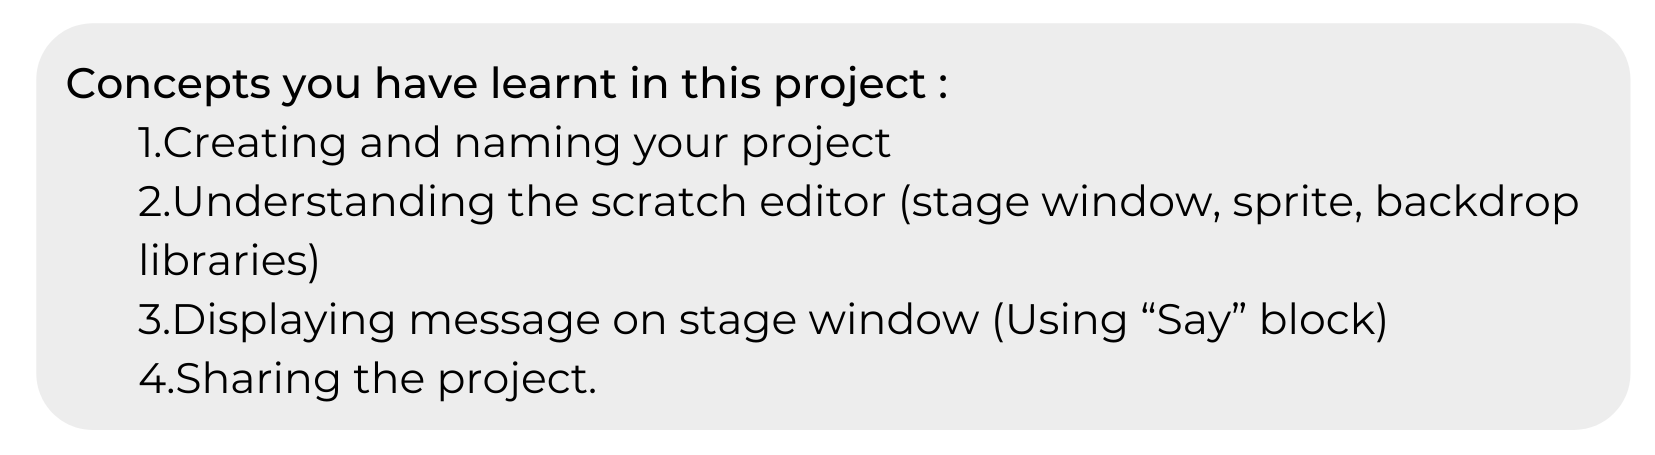 Concepts you have learnt in this project :
1.Creating and naming your project
2.Understanding the scratch editor (stage window, sprite, backdrop
libraries)
3.Displaying message on stage window (Using “Say” block)
4.Sharing the project.